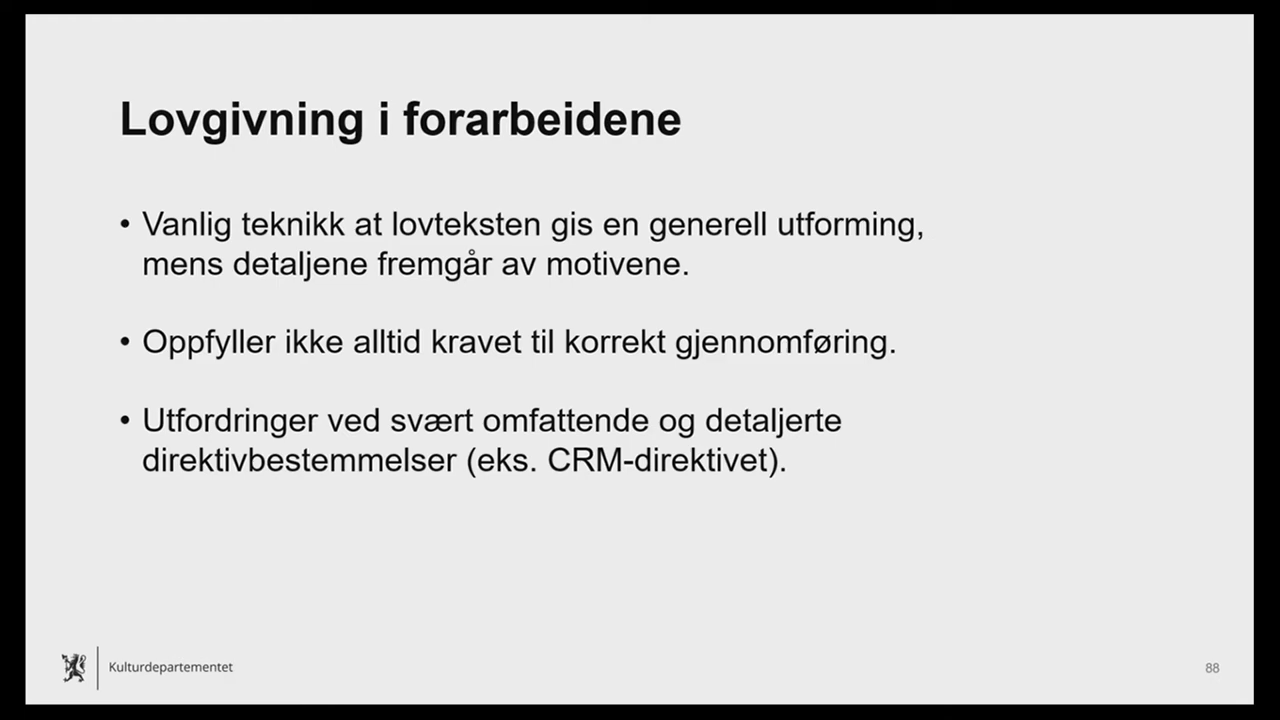 Lovgivning i forarbeidene
• Vanlig teknikk at lovteksten gis en generell utforming,
mens detaljene fremgår av motivene.
• Oppfyller ikke alltid kravet til korrekt gjennomføring.
• Utfordringer ved svært omfattende og detaljerte
direktivbestemmelser (eks. CRM-direktivet).
Kulturdepartementet
88